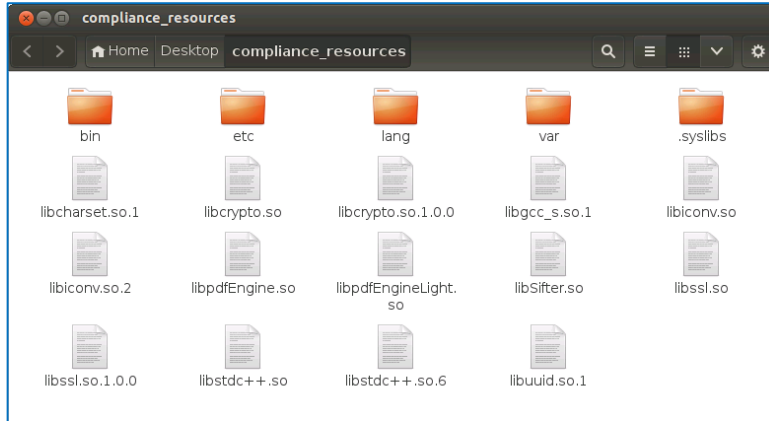 compliance_resources
Home Desktop compliance_resources
bin etc lang var .syslibs
libcharset.so.1 libcrypto.so libcrypto.so.1.0.0 libgcc_s.so.1 libiconv.so
libiconv.so.2 libpdfEngine.so libpdfEngineLight. libSifter.so libssl.so
so
libssl.so.1.0.0 libstdc++.so libstdc++.so.6 libuuid.so.1